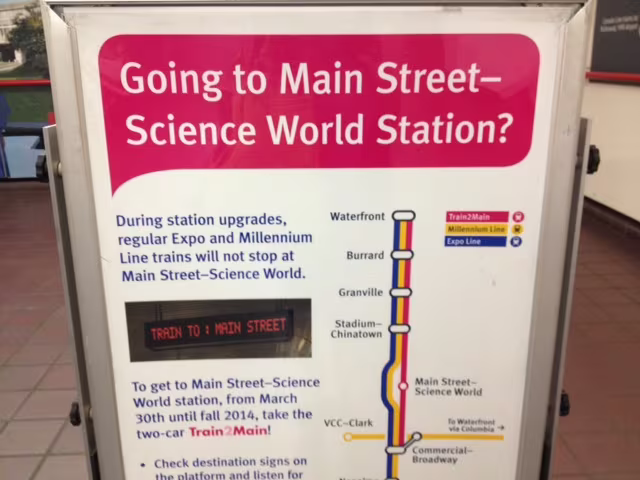 Going to Main Street–
Science World Station?
During station upgrades,
regular Expo and Millennium
Line trains will not stop at
Main Street–Science World.
TRAIN TO : MAIN STREET
To get to Main Street–Science
World station, from March
30th until fall 2014, take the
two-car Train2Main!
• Check destination signs on
the platform and listen for
Waterfront
Burrard
Granville
Stadium–
Chinatown
Main Street–
Science World
VCC–Clark
To Waterfront
via Columbia
Commercial–
Broadway
Train2Main
Millennium Line
Expo Line